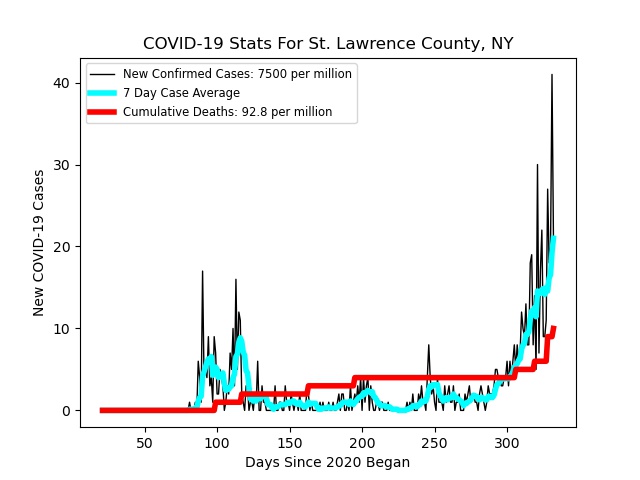 COVID-19 Stats For St. Lawrence County, NY
New Confirmed Cases: 7500 per million
7 Day Case Average
Cumulative Deaths: 92.8 per million
New COVID-19 Cases
40
30
20
10
0
50 100 150 200 250 300
Days Since 2020 Began